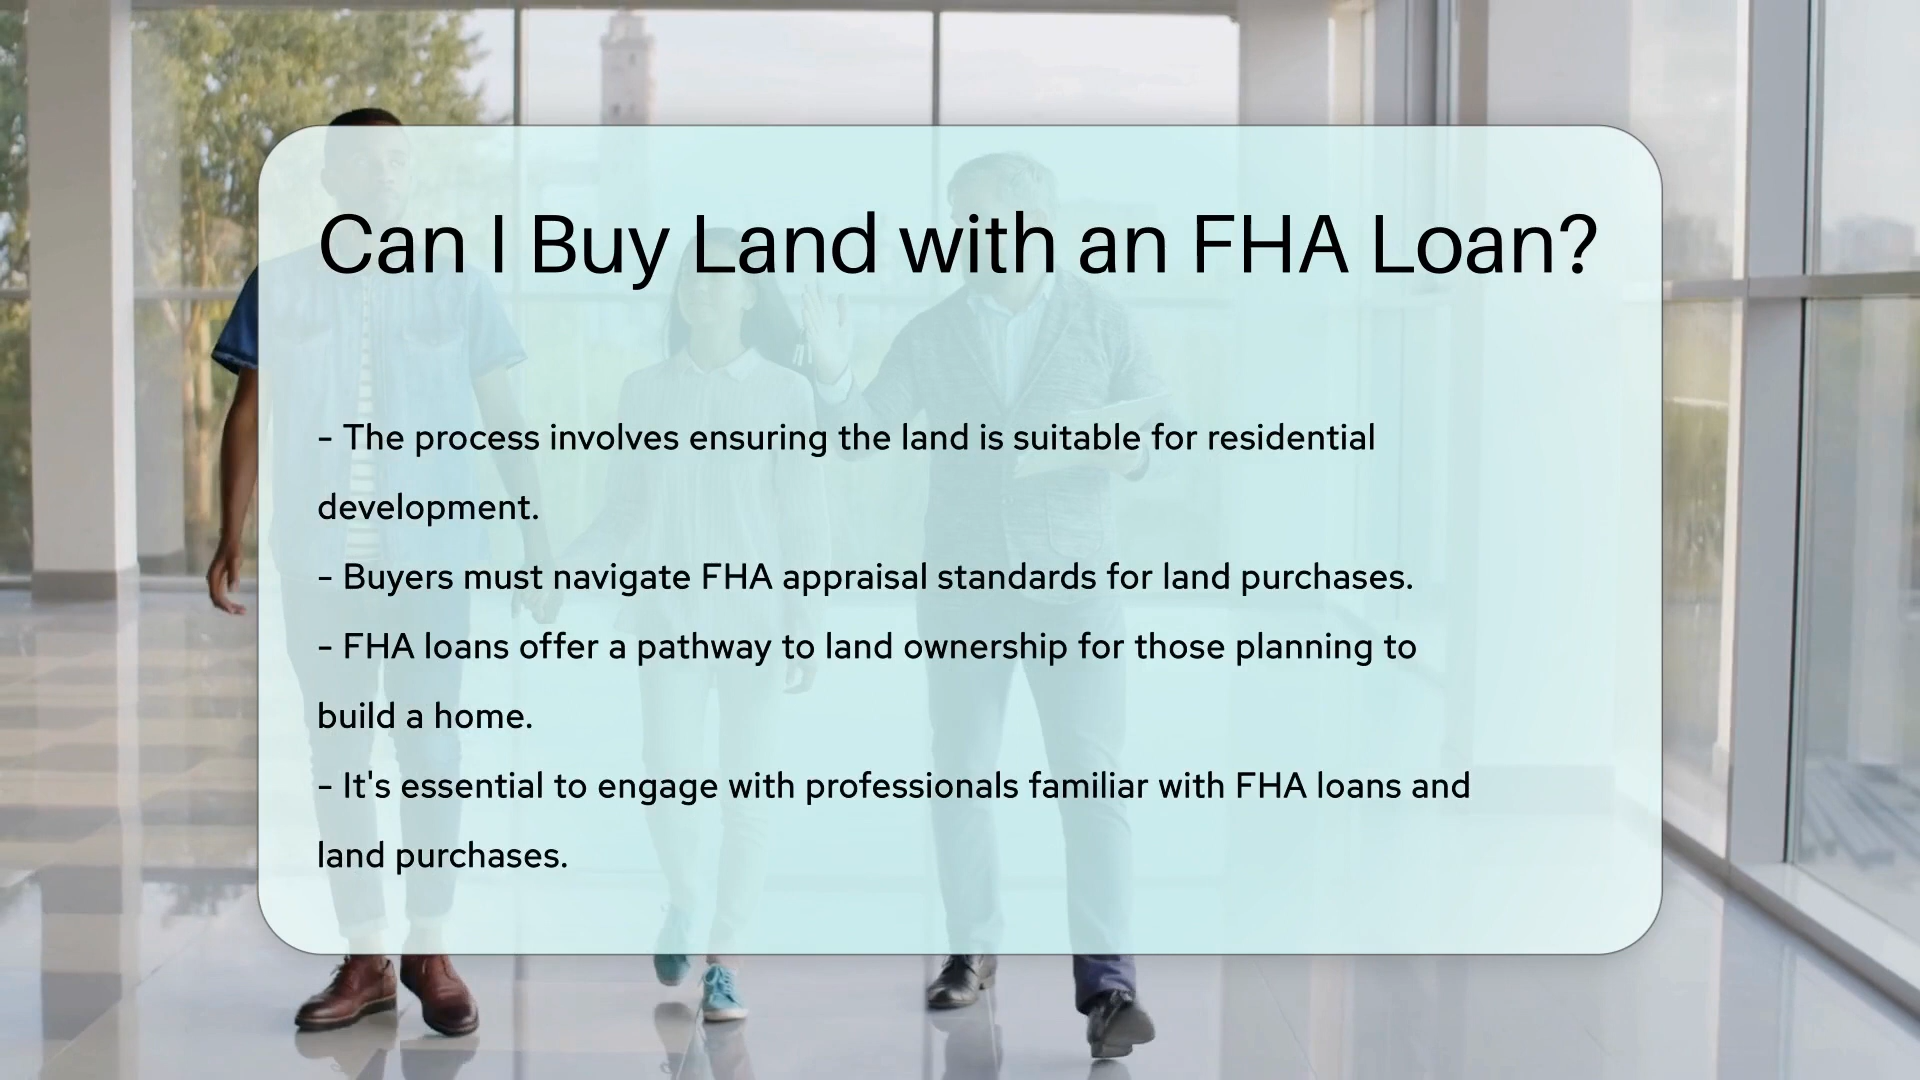 Can I Buy Land with an FHA Loan?
- The process involves ensuring the land is suitable for residential
development.
- Buyers must navigate FHA appraisal standards for land purchases.
- FHA loans offer a pathway to land ownership for those planning to
build a home.
- It's essential to engage with professionals familiar with FHA loans and
land purchases.